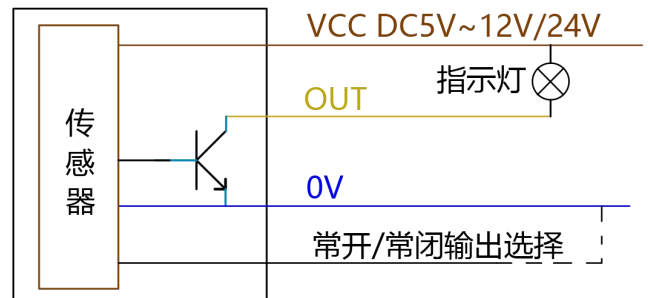 VCC DC5V~12V/24V
指示灯
OUT
传
感
器
0V
常开/常闭输出选择